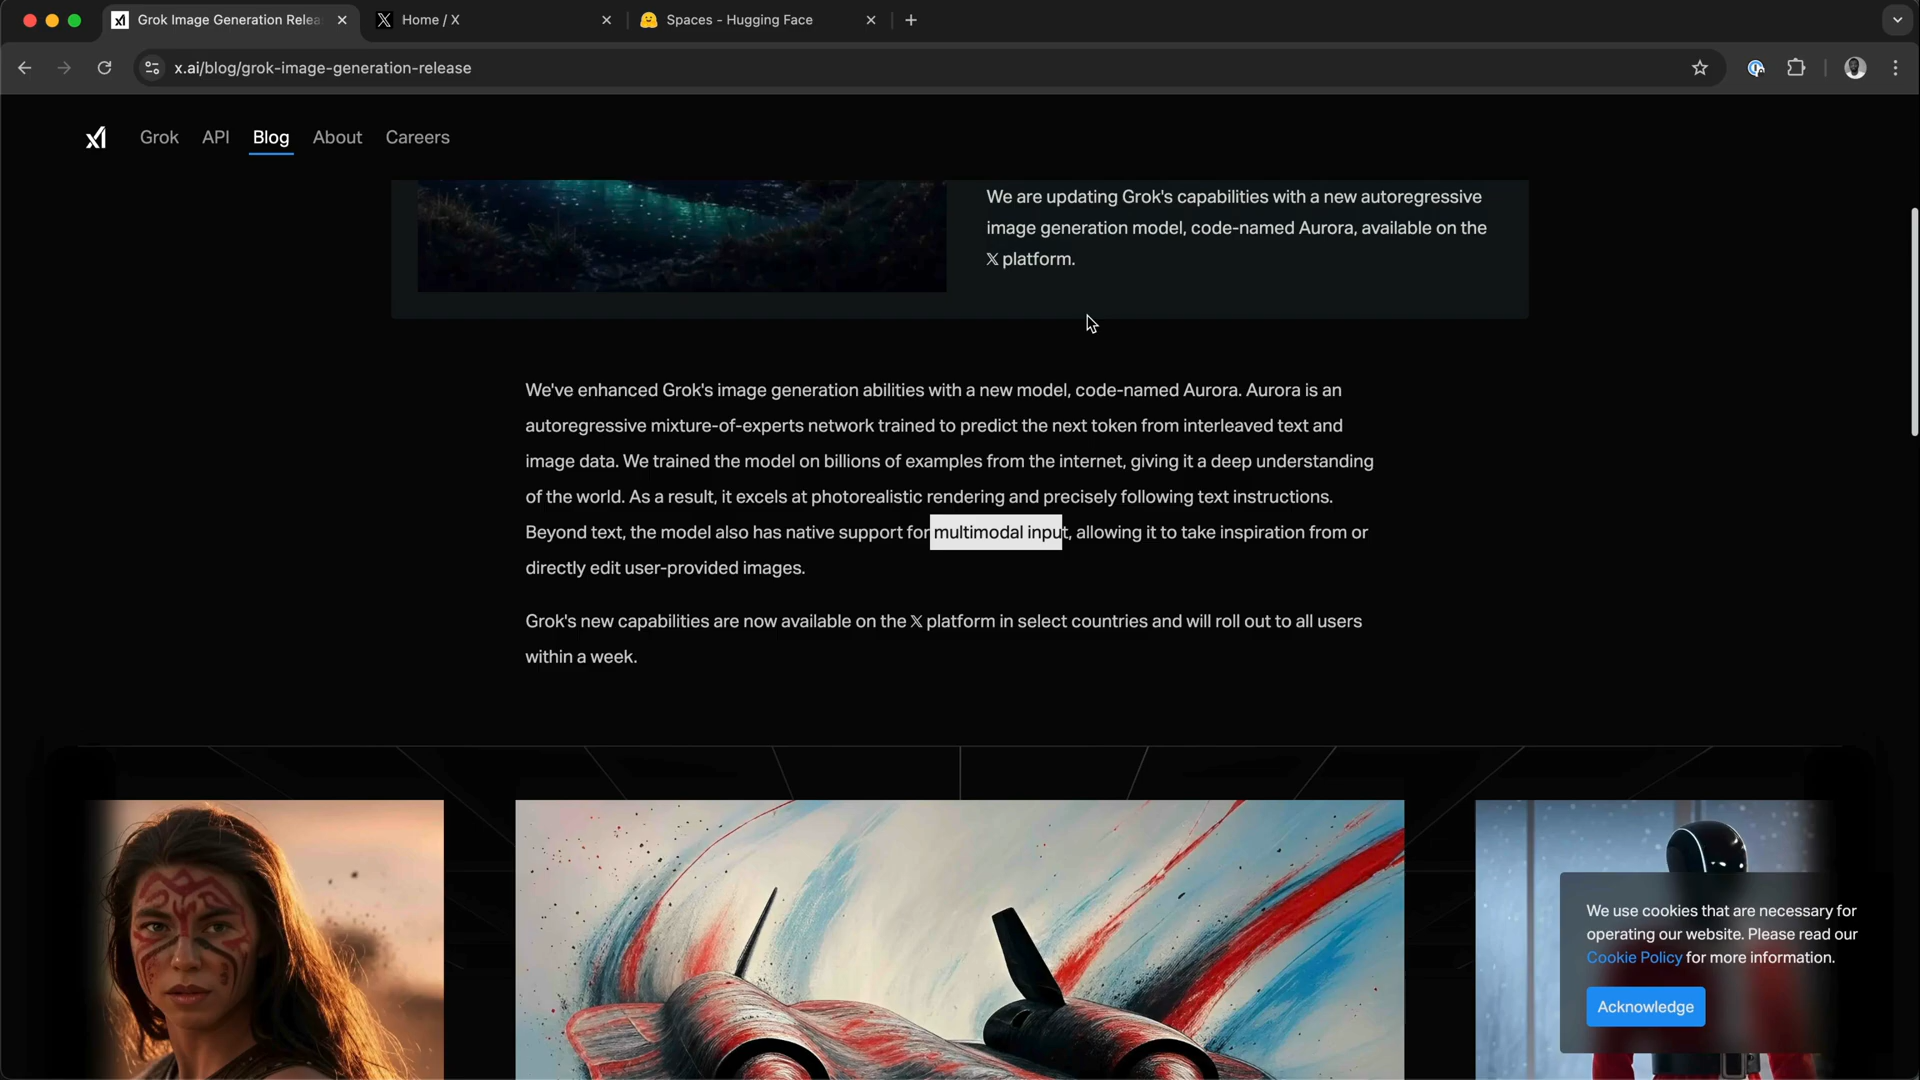 Grok Image Generation Relea
Home / X
Spaces - Hugging Face
x.ai/blog/grok-image-generation-release
Grok
API
Blog
About
Careers
We are updating Grok's capabilities with a new autoregressive
image generation model, code-named Aurora, available on the
𝕏 platform.
We've enhanced Grok's image generation abilities with a new model, code-named Aurora. Aurora is an
autoregressive mixture-of-experts network trained to predict the next token from interleaved text and
image data. We trained the model on billions of examples from the internet, giving it a deep understanding
of the world. As a result, it excels at photorealistic rendering and precisely following text instructions.
Beyond text, the model also has native support for multimodal input, allowing it to take inspiration from or
directly edit user-provided images.
Grok's new capabilities are now available on the 𝕏 platform in select countries and will roll out to all users
within a week.
We use cookies that are necessary for
operating our website. Please read our
Cookie Policy for more information.
Acknowledge